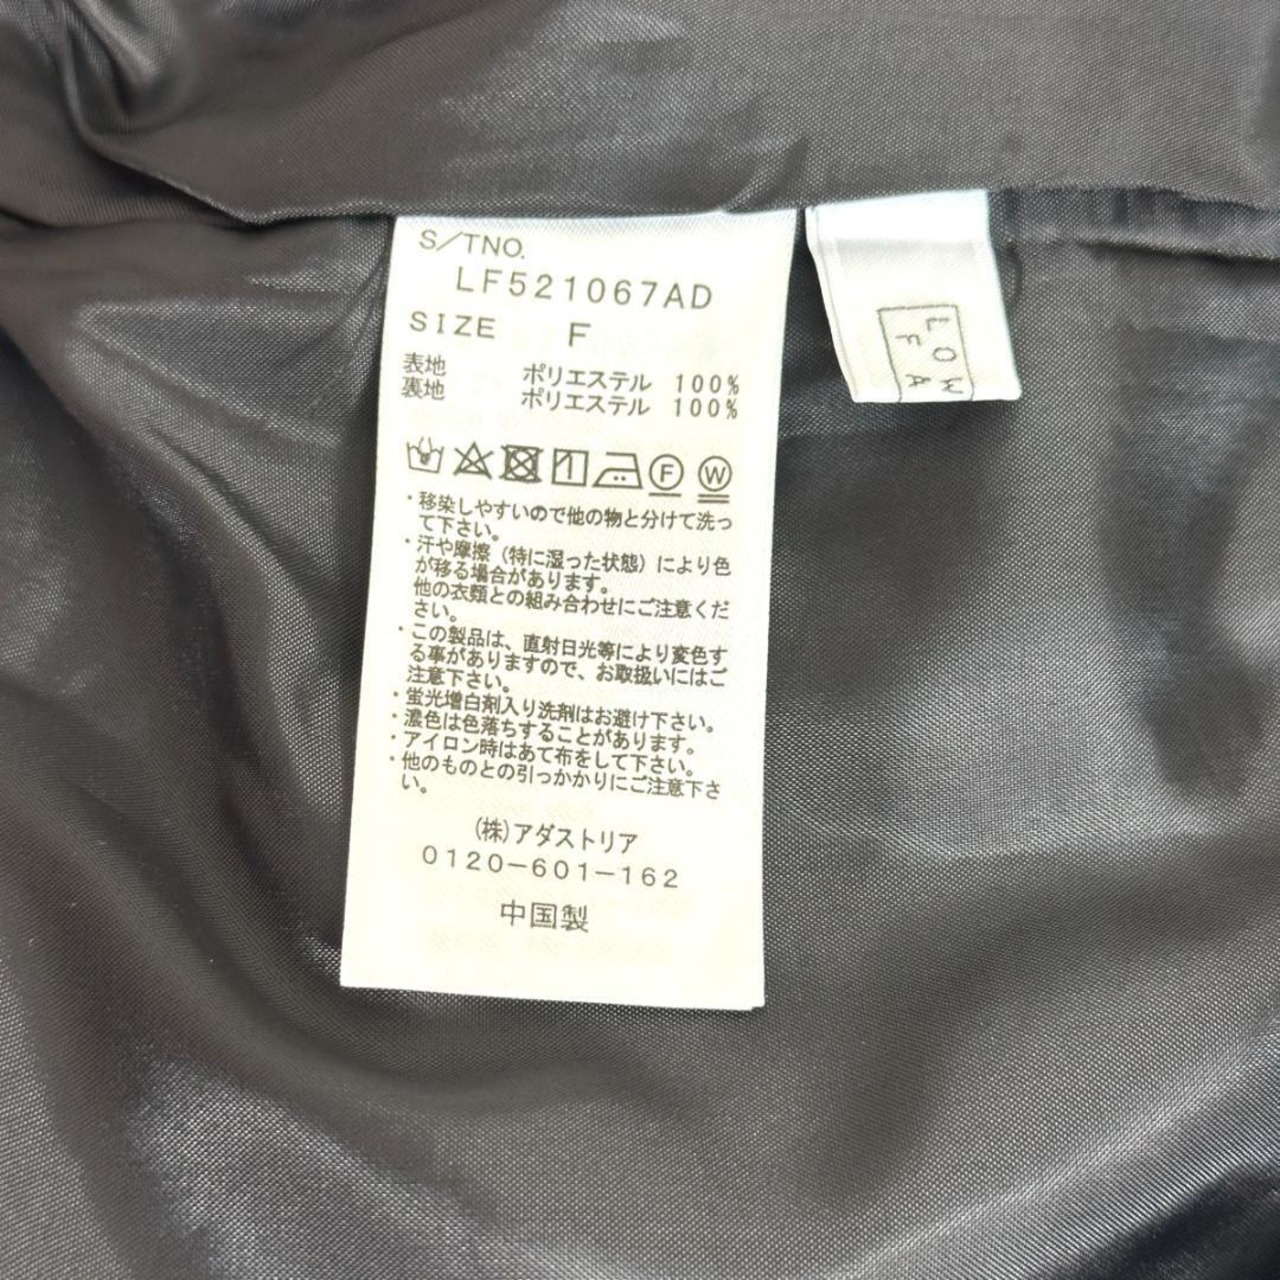 S/TNO.
LF521067AD
SIZE F
表地 ポリエステル 100%
裏地 ポリエステル 100%
F W
・移染しやすいので他の物と分けて洗っ
て下さい。
・汗や摩擦（特に湿った状態）により色
が移る場合があります。
他の衣類との組み合わせにご注意くだ
さい。
・この製品は、直射日光等により変色す
る事がありますので、お取扱いにはご
注意下さい。
・蛍光増白剤入り洗剤はお避け下さい。
・濃色は色落ちすることがあります。
・アイロン時はあて布をして下さい。
・他のものとの引っかかりにご注意下さ
い。
(株)アダストリア
0120-601-162
中国製
LOW
FA